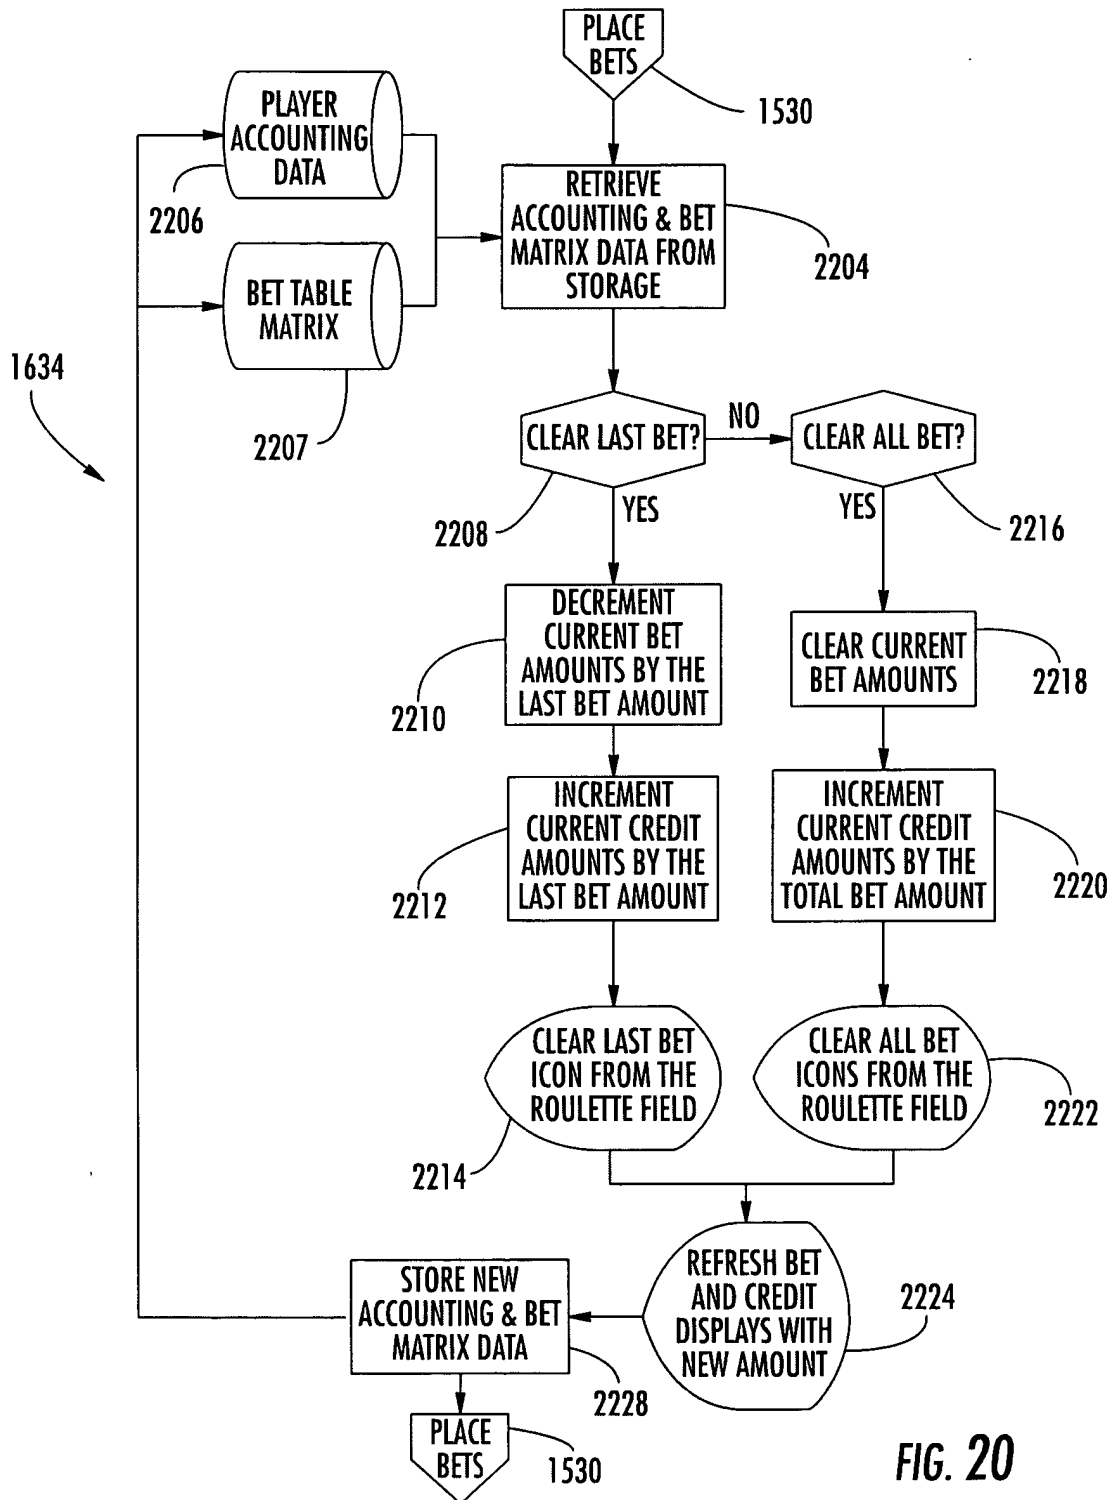 PLACE
BETS
1530
PLAYER
ACCOUNTING
DATA
2206
RETRIEVE
ACCOUNTING & BET
MATRIX DATA FROM
STORAGE
2204
BET TABLE
MATRIX
2207
1634
CLEAR LAST BET?
NO
CLEAR ALL BET?
2208
YES
YES
2216
DECREMENT
CURRENT BET
AMOUNTS BY THE
LAST BET AMOUNT
2210
CLEAR CURRENT
BET AMOUNTS
2218
INCREMENT
CURRENT CREDIT
AMOUNTS BY THE
LAST BET AMOUNT
2212
INCREMENT
CURRENT CREDIT
AMOUNTS BY THE
TOTAL BET AMOUNT
2220
CLEAR LAST BET
ICON FROM THE
ROULETTE FIELD
2214
CLEAR ALL BET
ICONS FROM THE
ROULETTE FIELD
2222
REFRESH BET
AND CREDIT
DISPLAYS WITH
NEW AMOUNT
2224
STORE NEW
ACCOUNTING & BET
MATRIX DATA
2228
PLACE
BETS
1530
FIG. 20